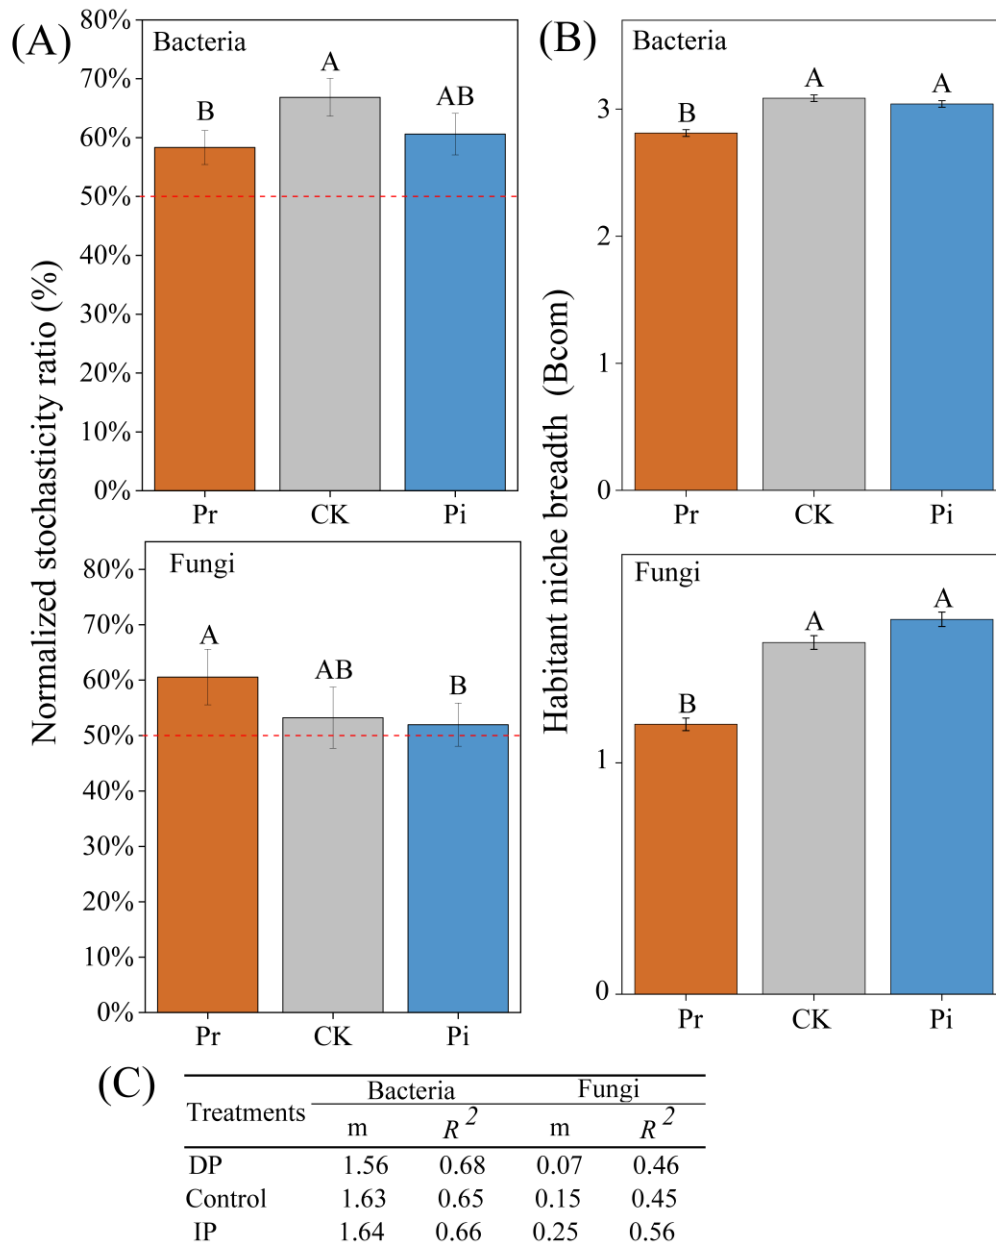 (A)
Normalized stochasticity ratio (%)
Bacteria
80%
70%
60%
50%
40%
30%
20%
10%
0%
B
A
AB
Pr
CK
Pi
Fungi
80%
70%
60%
50%
40%
30%
20%
10%
0%
A
AB
B
Pr
CK
Pi
(B)
Habitant niche breadth (Bcom)
Bacteria
3
2
1
0
B
A
A
Pr
CK
Pi
Fungi
1
0
B
A
A
Pr
CK
Pi
(C)
Treatments Bacteria Fungi
m R² m R²
DP 1.56 0.68 0.07 0.46
Control 1.63 0.65 0.15 0.45
IP 1.64 0.66 0.25 0.56